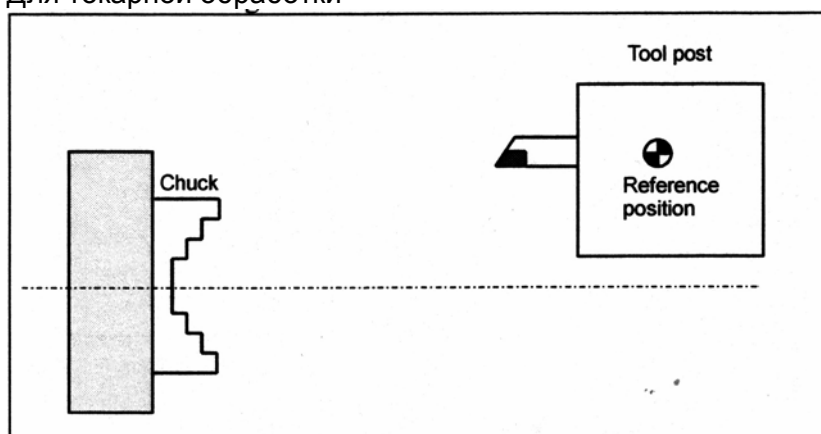 для токарной обработки
Tool post
Chuck
Reference
position